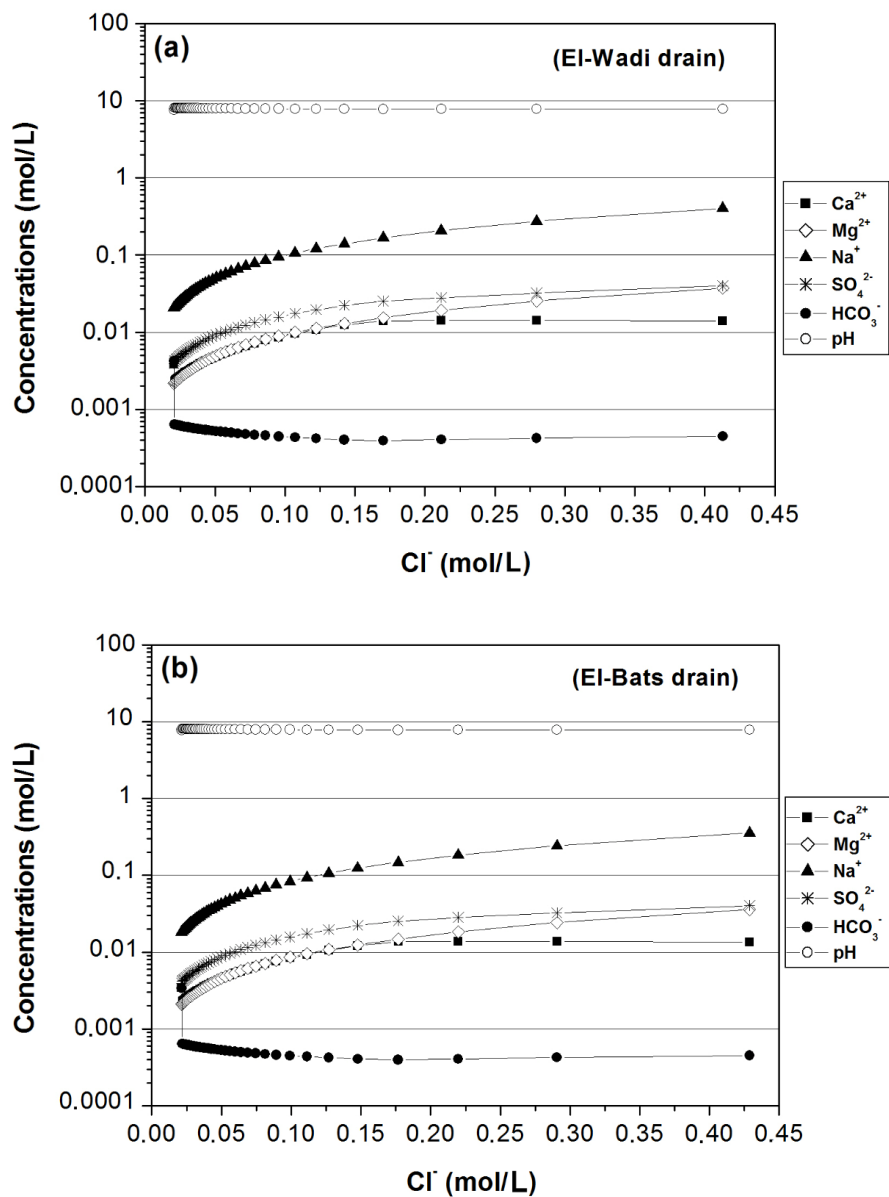 (a)
(El-Wadi drain)
100
10
1
0.1
0.01
0.001
0.0001
Concentrations (mol/L)
0.00 0.05 0.10 0.15 0.20 0.25 0.30 0.35 0.40 0.45
Cl⁻ (mol/L)
Ca²⁺
Mg²⁺
Na⁺
SO₄²⁻
HCO₃⁻
pH
(b)
(El-Bats drain)
100
10
1
0.1
0.01
0.001
0.0001
Concentrations (mol/L)
0.00 0.05 0.10 0.15 0.20 0.25 0.30 0.35 0.40 0.45
Cl⁻ (mol/L)
Ca²⁺
Mg²⁺
Na⁺
SO₄²⁻
HCO₃⁻
pH